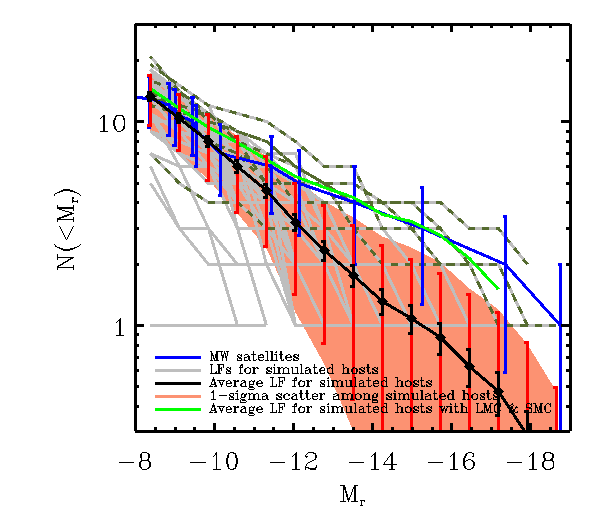 N(<M_r)
10
1
MW satellites
LFs for simulated hosts
Average LF for simulated hosts
1-sigma scatter among simulated hosts
Average LF for simulated hosts with LMC & SMC
-8 -10 -12 -14 -16 -18
M_r